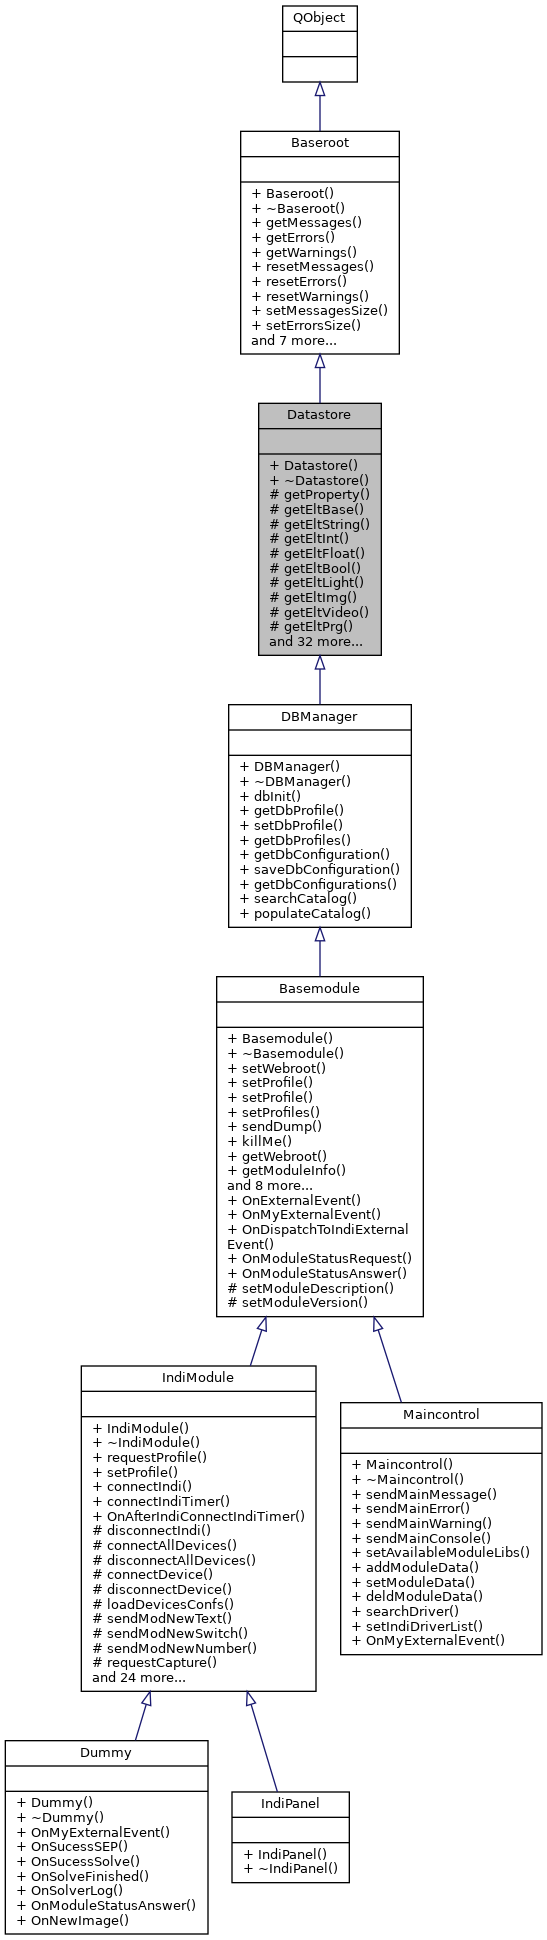 QObject
Baseroot
+ Baseroot()
+ ~Baseroot()
+ getMessages()
+ getErrors()
+ getWarnings()
+ resetMessages()
+ resetErrors()
+ resetWarnings()
+ setMessagesSize()
+ setErrorsSize()
and 7 more...
Datastore
+ Datastore()
+ ~Datastore()
# getProperty()
# getEltBase()
# getEltString()
# getEltInt()
# getEltFloat()
# getEltBool()
# getEltLight()
# getEltImg()
# getEltVideo()
# getEltPrg()
and 32 more...
DBManager
+ DBManager()
+ ~DBManager()
+ dbInit()
+ getDbProfile()
+ setDbProfile()
+ getDbProfiles()
+ getDbConfiguration()
+ saveDbConfiguration()
+ getDbConfigurations()
+ searchCatalog()
+ populateCatalog()
Basemodule
+ Basemodule()
+ ~Basemodule()
+ setWebroot()
+ setProfile()
+ setProfile()
+ setProfiles()
+ sendDump()
+ killMe()
+ getWebroot()
+ getModuleInfo()
and 8 more...
+ OnExternalEvent()
+ OnMyExternalEvent()
+ OnDispatchToIndiExternal
Event()
+ OnModuleStatusRequest()
+ OnModuleStatusAnswer()
# setModuleDescription()
# setModuleVersion()
IndiModule
+ IndiModule()
+ ~IndiModule()
+ requestProfile()
+ setProfile()
+ connectIndi()
+ connectIndiTimer()
+ OnAfterIndiConnectIndiTimer()
# disconnectIndi()
# connectAllDevices()
# disconnectAllDevices()
# connectDevice()
# disconnectDevice()
# loadDevicesConfs()
# sendModNewText()
# sendModNewSwitch()
# sendModNewNumber()
# requestCapture()
and 24 more...
Maincontrol
+ Maincontrol()
+ ~Maincontrol()
+ sendMainMessage()
+ sendMainError()
+ sendMainWarning()
+ sendMainConsole()
+ setAvailableModuleLibs()
+ addModuleData()
+ setModuleData()
+ deldModuleData()
+ searchDriver()
+ setIndiDriverList()
+ OnMyExternalEvent()
Dummy
+ Dummy()
+ ~Dummy()
+ OnMyExternalEvent()
+ OnSucessSEP()
+ OnSucessSolve()
+ OnSolveFinished()
+ OnSolverLog()
+ OnModuleStatusAnswer()
+ OnNewImage()
IndiPanel
+ IndiPanel()
+ ~IndiPanel()